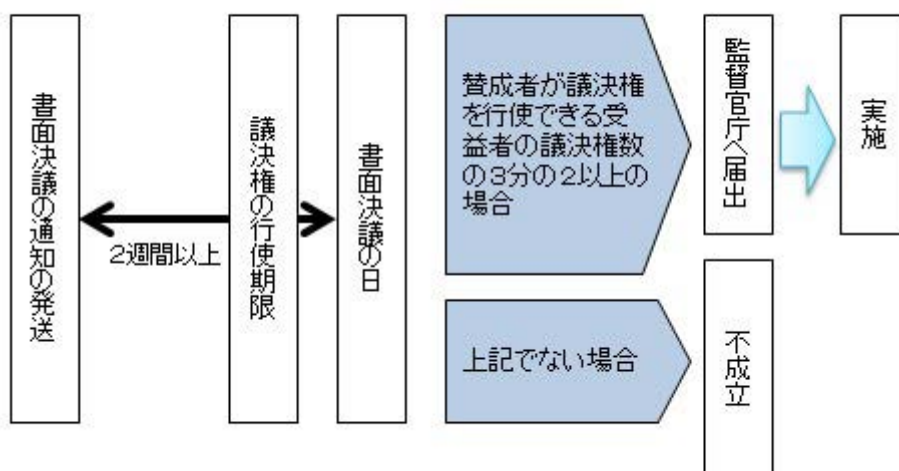 書面決議の通知の発送
2週間以上
議決権の行使期限
書面決議の日
賛成者が議決権
を行使できる受
益者の議決権数
の3分の2以上の
場合
監督官庁へ届出
実施
上記でない場合
不成立